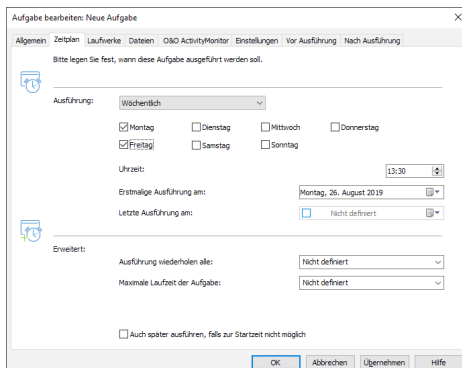 Aufgabe bearbeiten: Neue Aufgabe
Allgemein Zeitplan Laufwerke Dateien O&O ActivityMonitor Einstellungen Vor Ausführung Nach Ausführung
Bitte legen Sie fest, wann diese Aufgabe ausgeführt werden soll.
Ausführung: Wöchentlich
Montag Dienstag Mittwoch Donnerstag
Freitag Samstag Sonntag
Uhrzeit: 13:30
Erstmalige Ausführung am: Montag, 26. August 2019
Letzte Ausführung am: Nicht definiert
Erweitert:
Ausführung wiederholen alle: Nicht definiert
Maximale Laufzeit der Aufgabe: Nicht definiert
Auch später ausführen, falls zur Startzeit nicht möglich
OK Abbrechen Übernehmen Hilfe